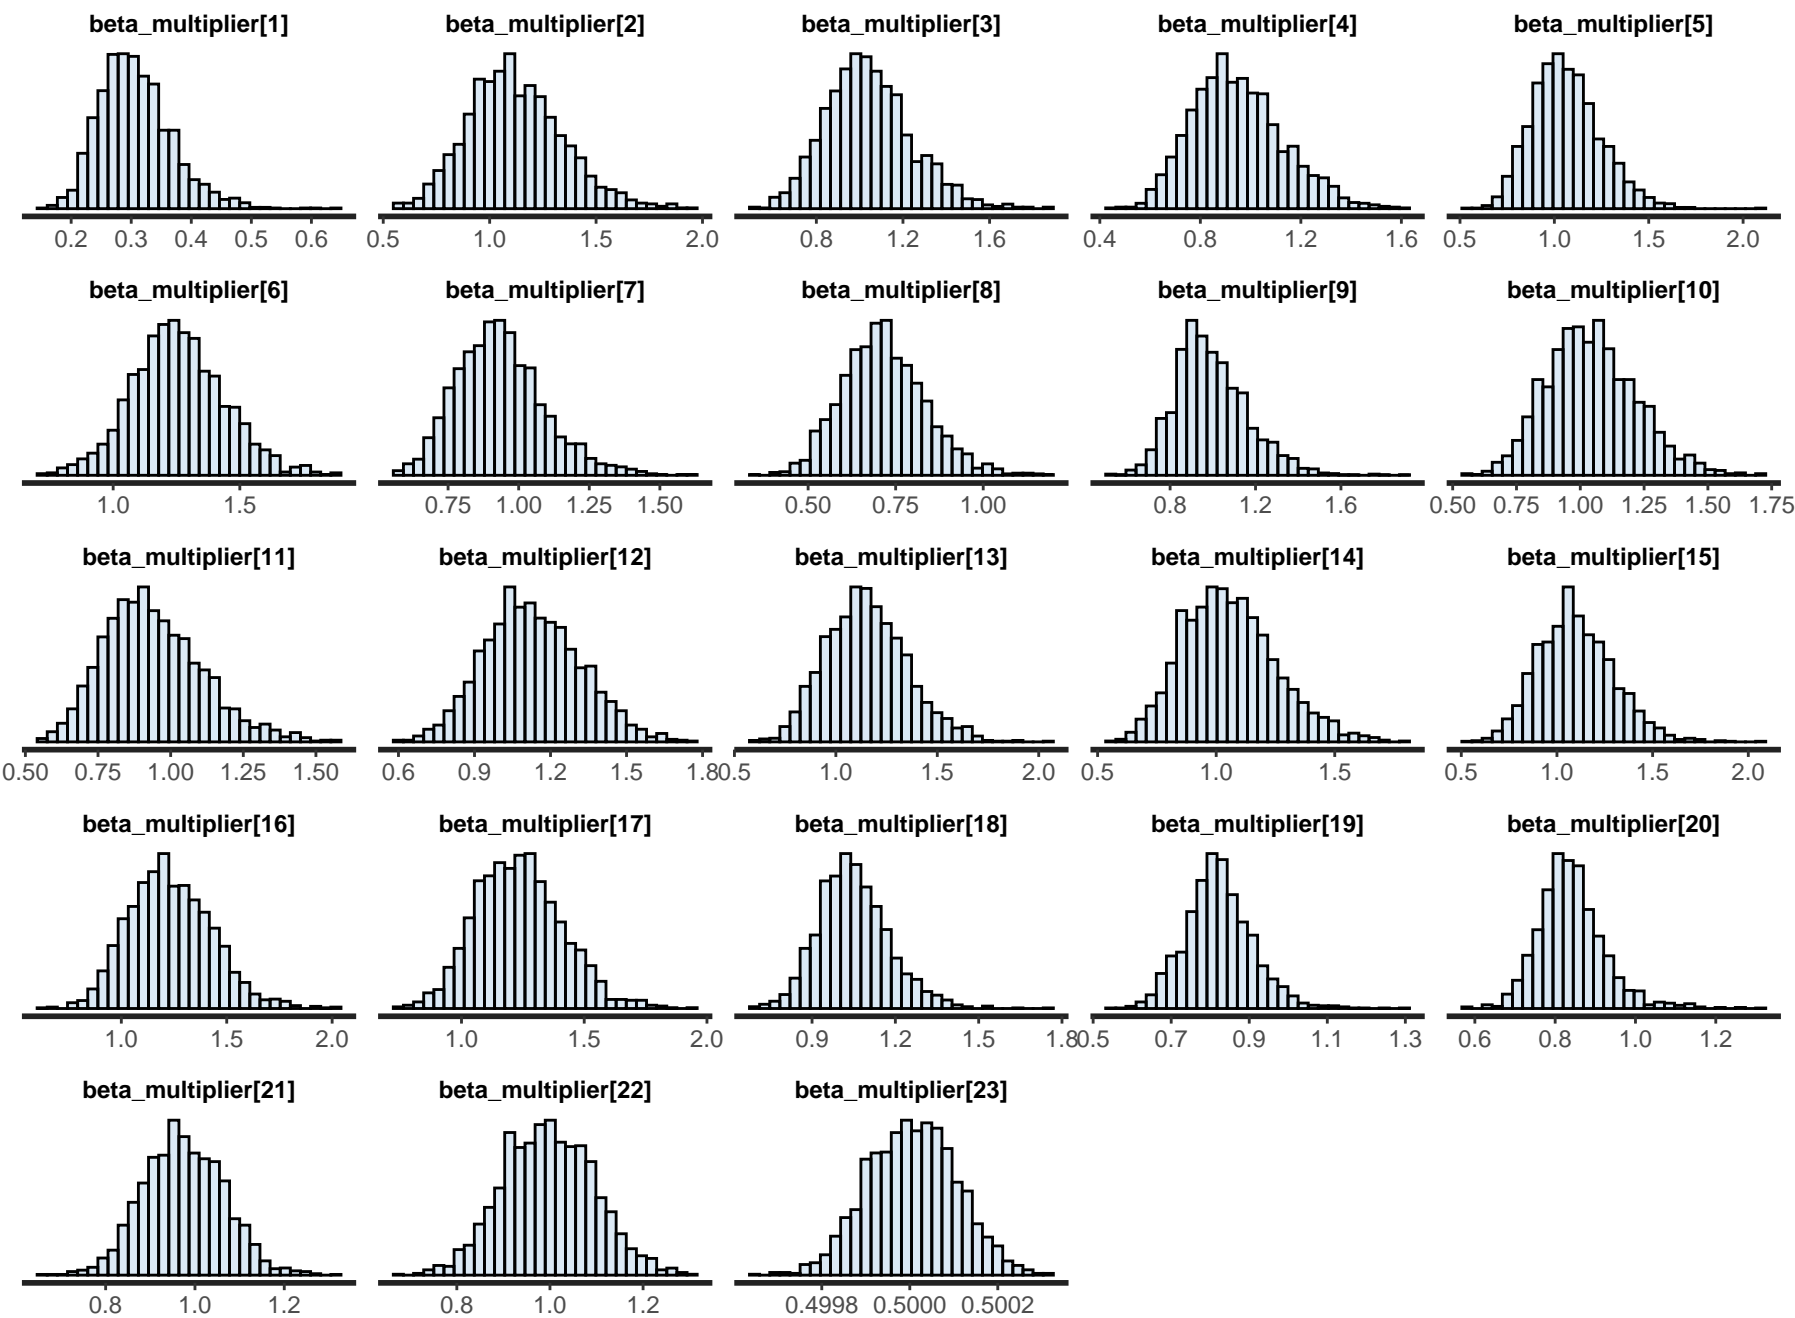 beta_multiplier[1] beta_multiplier[2] beta_multiplier[3] beta_multiplier[4] beta_multiplier[5]
0.2 0.3 0.4 0.5 0.6 0.5 1.0 1.5 2.0 0.8 1.2 1.6 0.4 0.8 1.2 1.6 0.5 1.0 1.5 2.0
beta_multiplier[6] beta_multiplier[7] beta_multiplier[8] beta_multiplier[9] beta_multiplier[10]
1.0 1.5 0.75 1.00 1.25 1.50 0.50 0.75 1.00 0.8 1.2 1.6 0.50 0.75 1.00 1.25 1.50 1.75
beta_multiplier[11] beta_multiplier[12] beta_multiplier[13] beta_multiplier[14] beta_multiplier[15]
0.50 0.75 1.00 1.25 1.50 0.6 0.9 1.2 1.5 1.8 0.5 1.0 1.5 2.0 0.5 1.0 1.5 0.5 1.0 1.5 2.0
beta_multiplier[16] beta_multiplier[17] beta_multiplier[18] beta_multiplier[19] beta_multiplier[20]
1.0 1.5 2.0 1.0 1.5 2.0 0.9 1.2 1.5 1.8 0.5 0.7 0.9 1.1 1.3 0.6 0.8 1.0 1.2
beta_multiplier[21] beta_multiplier[22] beta_multiplier[23]
0.8 1.0 1.2 0.8 1.0 1.2 0.4998 0.5000 0.5002